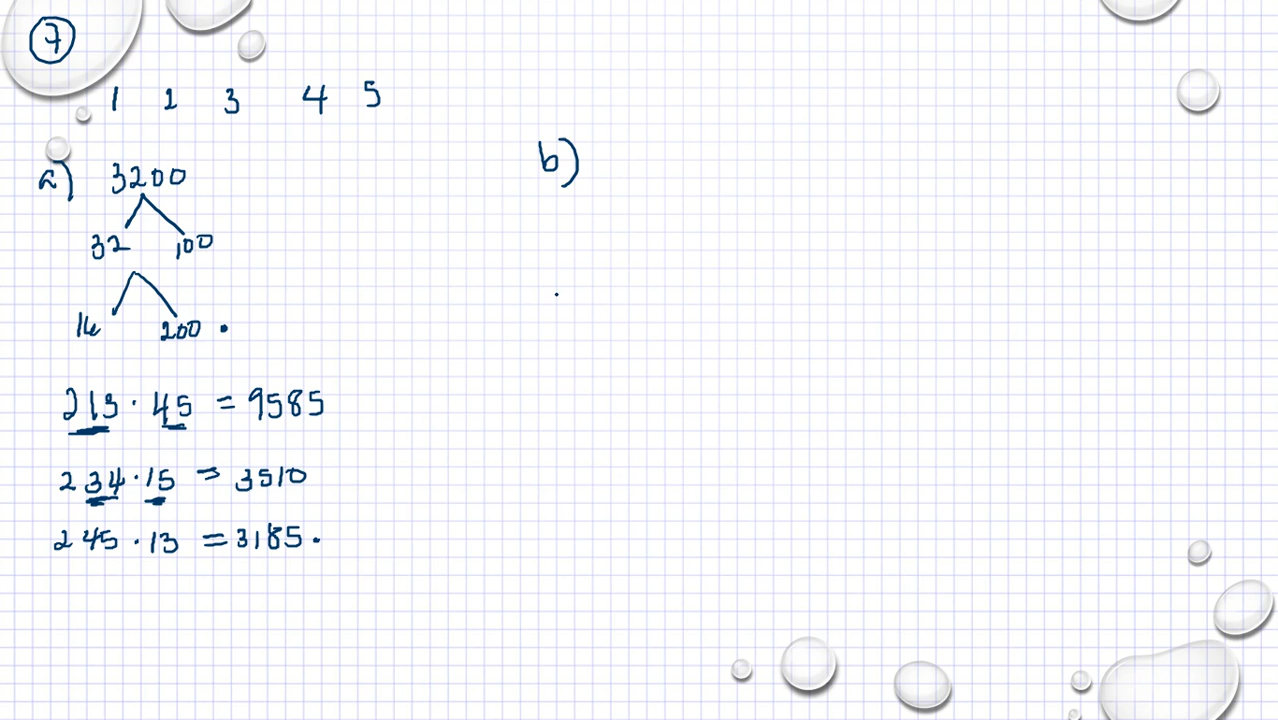 7
1 2 3 4 5
a) 3200
32 100
16 200 .
213 · 45 = 9585
234 · 15 = 3510
245 · 13 = 3185 .
b)